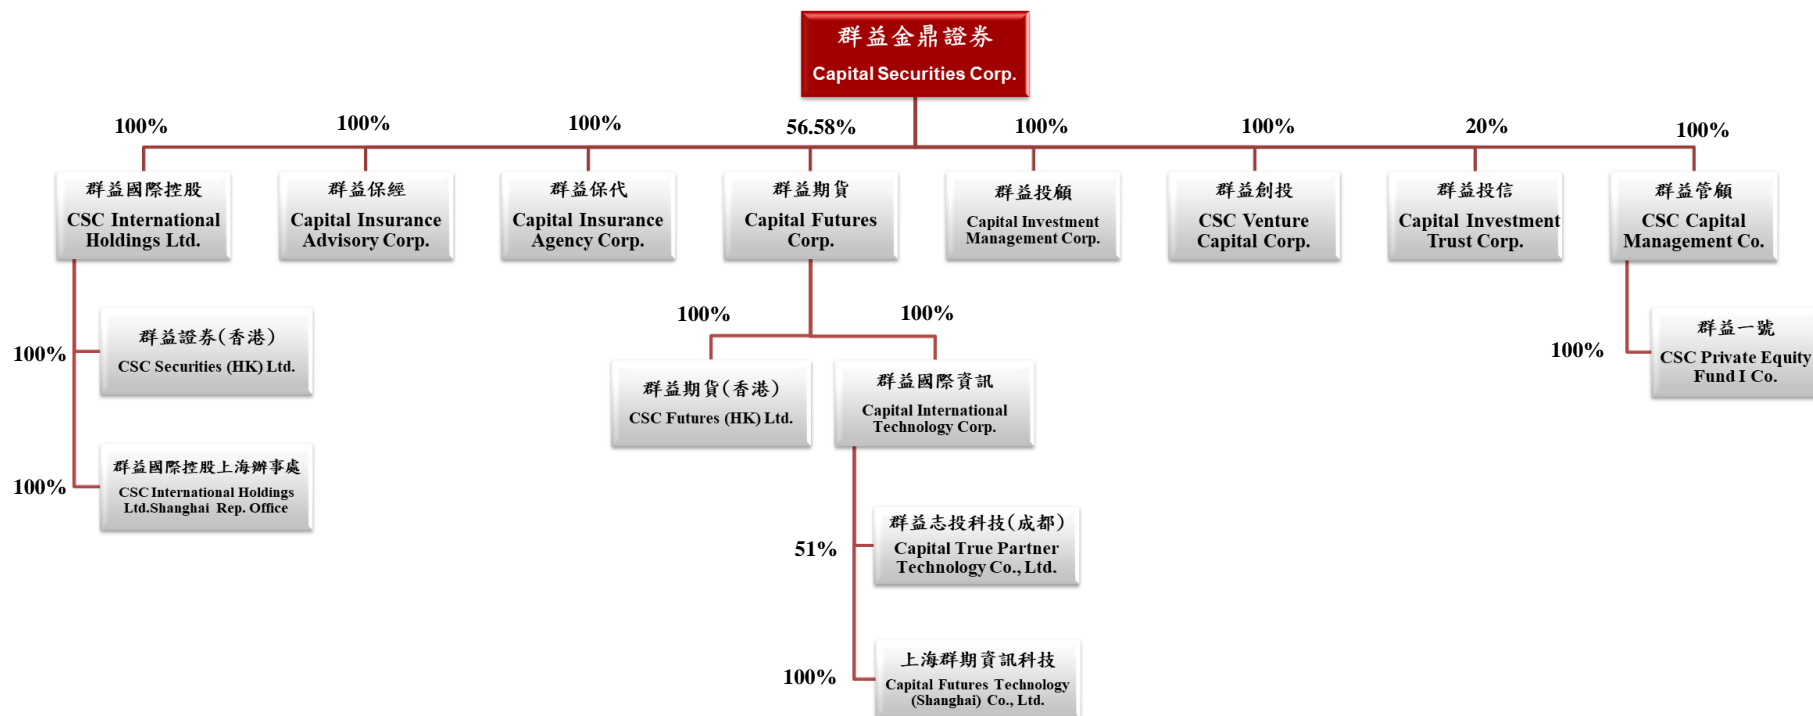 群益金鼎證券
Capital Securities Corp.
100%
100%
100%
56.58%
100%
100%
20%
100%
群益國際控股
CSC International
Holdings Ltd.
群益保經
Capital Insurance
Advisory Corp.
群益保代
Capital Insurance
Agency Corp.
群益期貨
Capital Futures
Corp.
群益投顧
Capital Investment
Management Corp.
群益創投
CSC Venture
Capital Corp.
群益投信
Capital Investment
Trust Corp.
群益管顧
CSC Capital
Management Co.
100%
群益證券(香港)
CSC Securities (HK) Ltd.
100%
群益國際控股上海辦事處
CSC International Holdings
Ltd.Shanghai Rep. Office
100%
100%
群益期貨(香港)
CSC Futures (HK) Ltd.
群益國際資訊
Capital International
Technology Corp.
51%
群益志投科技(成都)
Capital True Partner
Technology Co., Ltd.
100%
上海群期資訊科技
Capital Futures Technology
(Shanghai) Co., Ltd.
100%
群益一號
CSC Private Equity
Fund I Co.